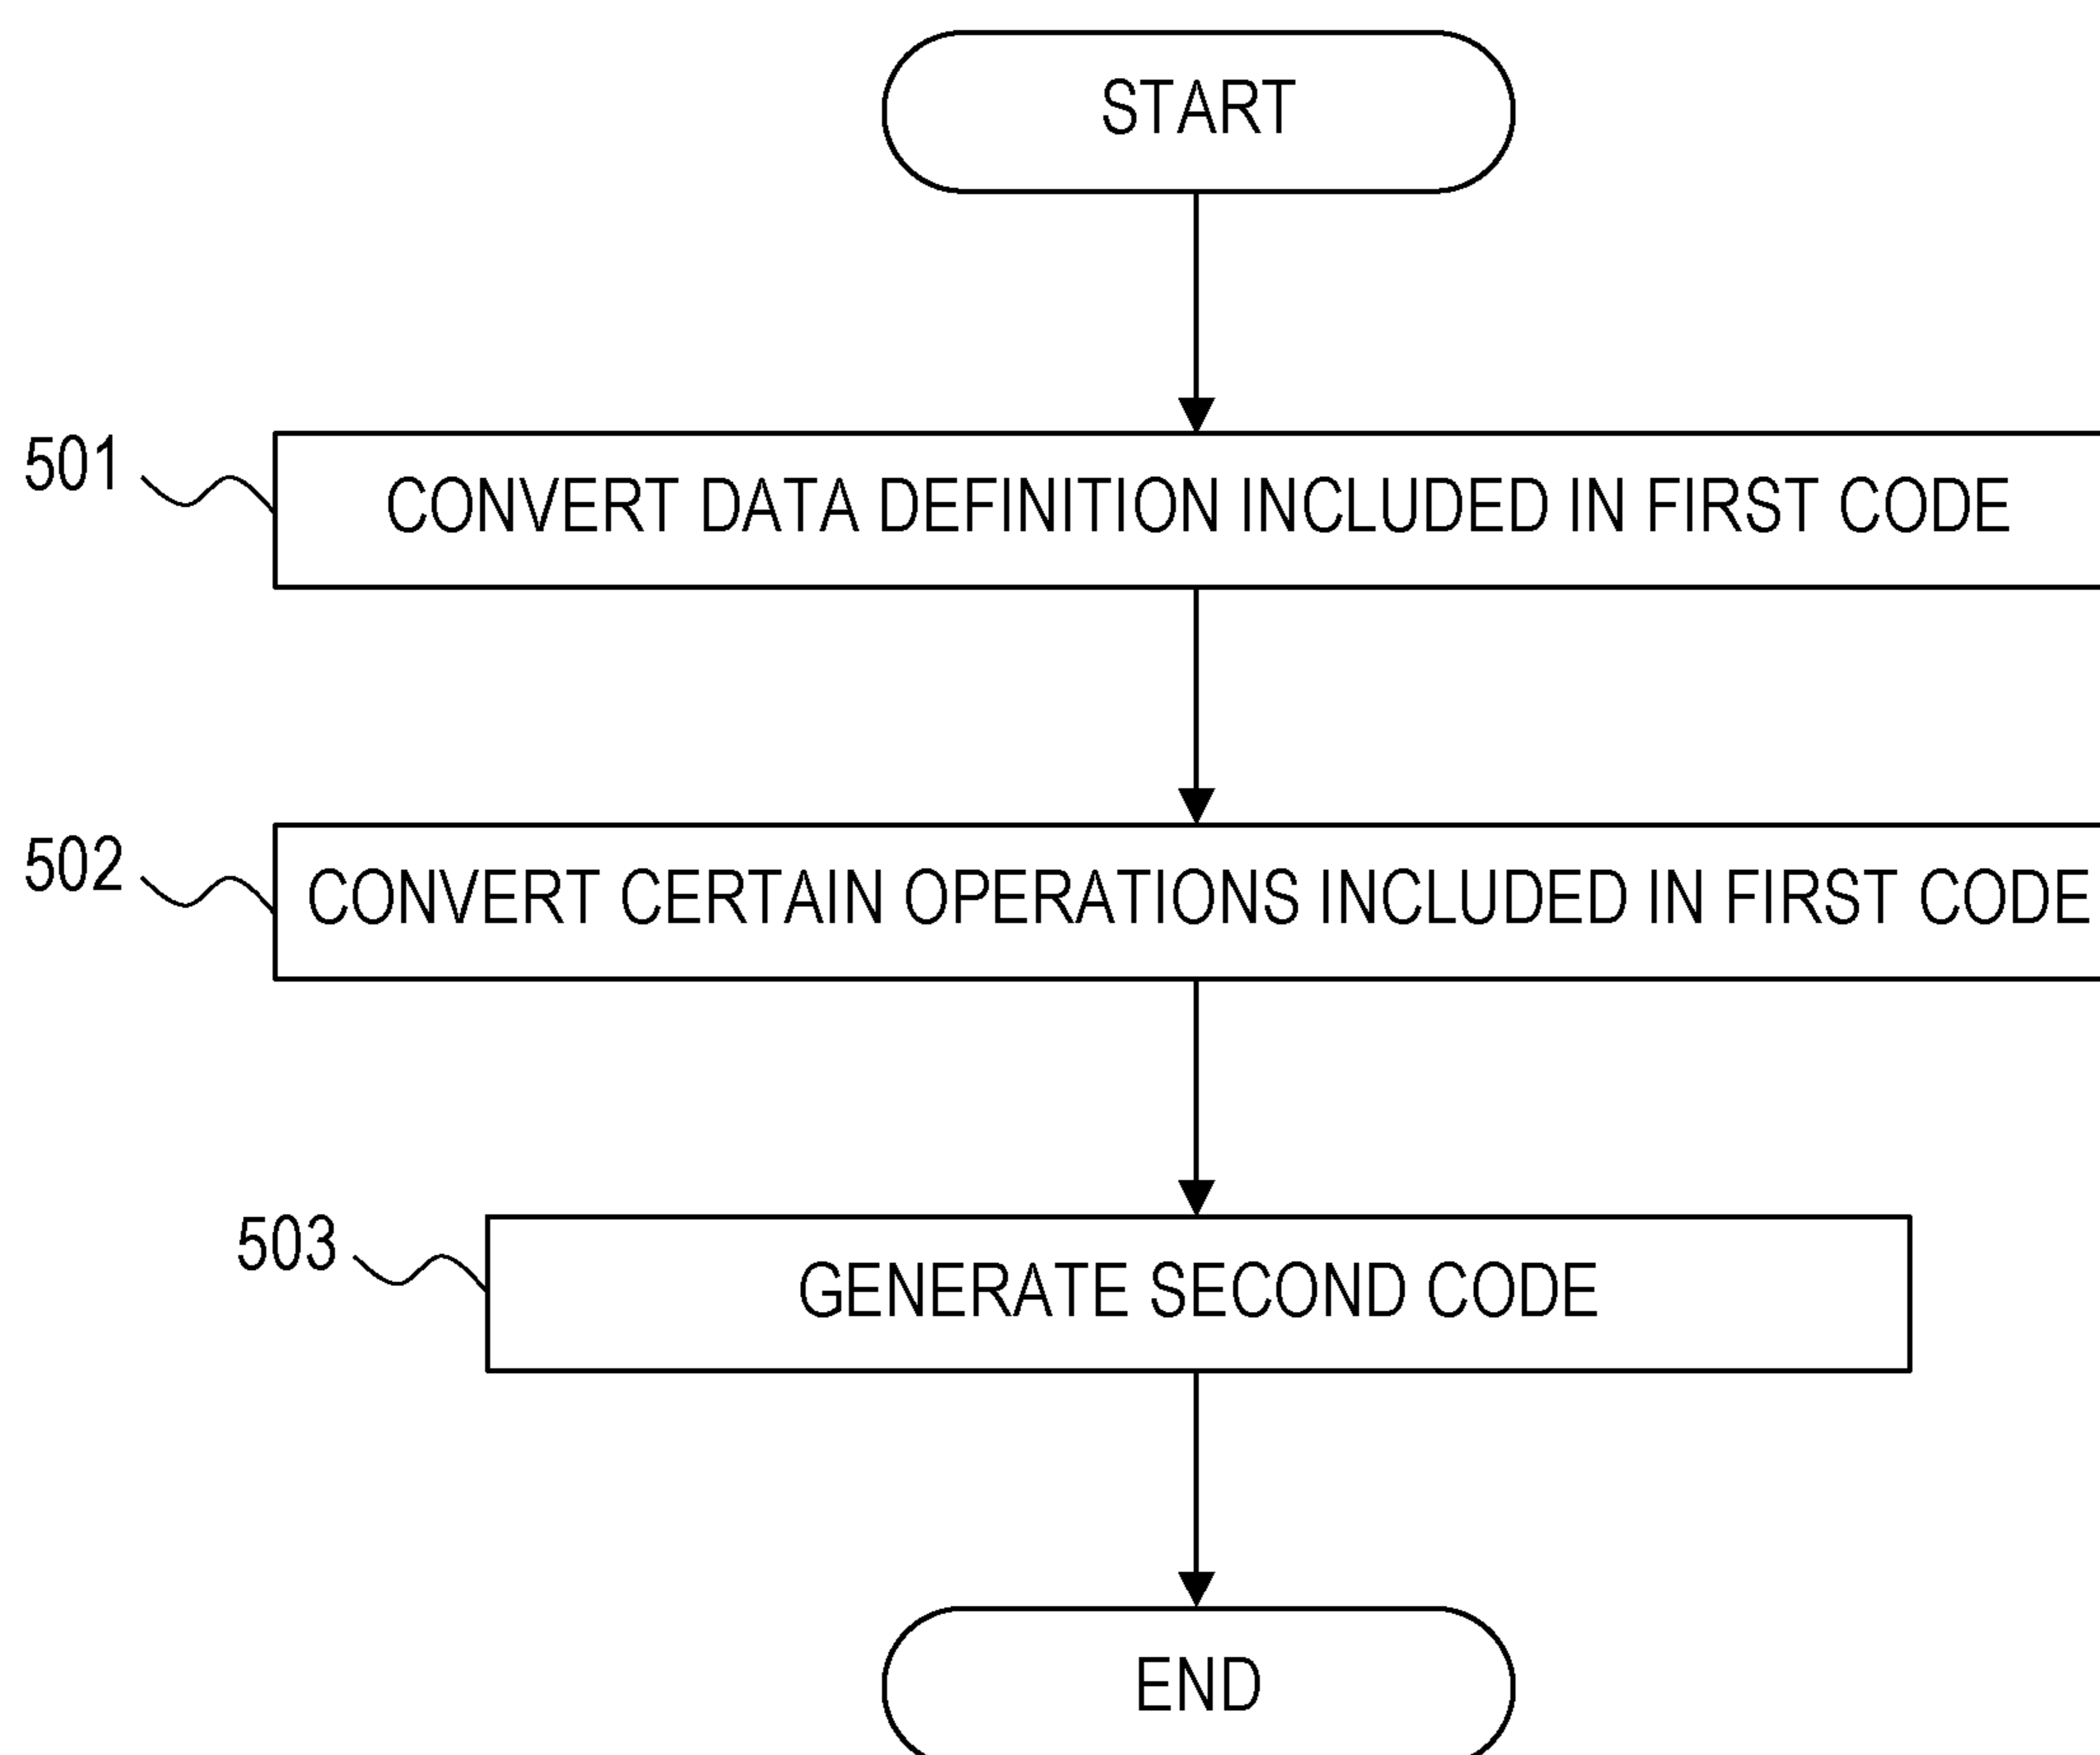 START
501
CONVERT DATA DEFINITION INCLUDED IN FIRST CODE
502
CONVERT CERTAIN OPERATIONS INCLUDED IN FIRST CODE
503
GENERATE SECOND CODE
END